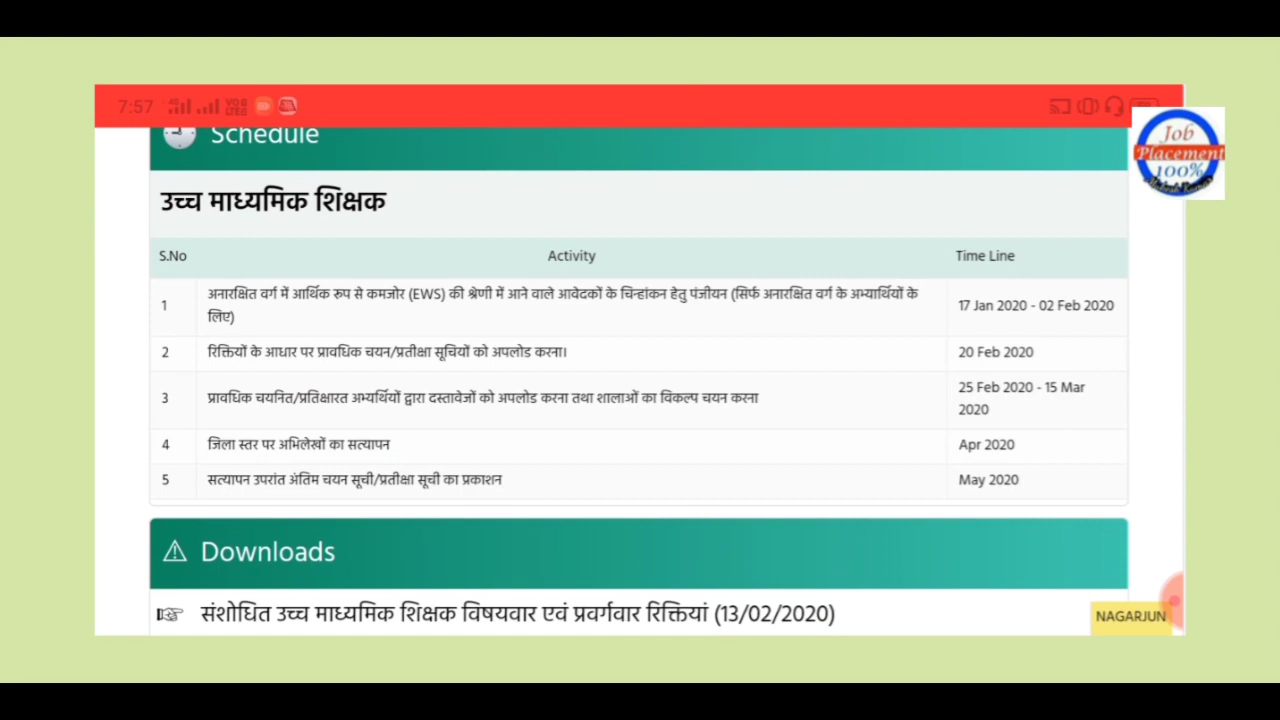 7:57
Schedule
Job
Placement
100%
उच्च माध्यमिक शिक्षक
S.No Activity Time Line
1 अनारक्षित वर्ग में आर्थिक रूप से कमजोर (EWS) की श्रेणी में आने वाले आवेदकों के चिन्हांकन हेतु पंजीयन (सिर्फ अनारक्षित वर्ग के अभ्यार्थियों के
लिए) 17 Jan 2020 - 02 Feb 2020
2 रिक्तियों के आधार पर प्रावधिक चयन/प्रतीक्षा सूचियों को अपलोड करना। 20 Feb 2020
3 प्रावधिक चयनित/प्रतिक्षारत अभ्यर्थियों द्वारा दस्तावेजों को अपलोड करना तथा शालाओं का विकल्प चयन करना 25 Feb 2020 - 15 Mar
2020
4 जिला स्तर पर अभिलेखों का सत्यापन Apr 2020
5 सत्यापन उपरांत अंतिम चयन सूची/प्रतीक्षा सूची का प्रकाशन May 2020
Downloads
संशोधित उच्च माध्यमिक शिक्षक विषयवार एवं प्रवर्गवार रिक्तियां (13/02/2020)
NAGARJUN